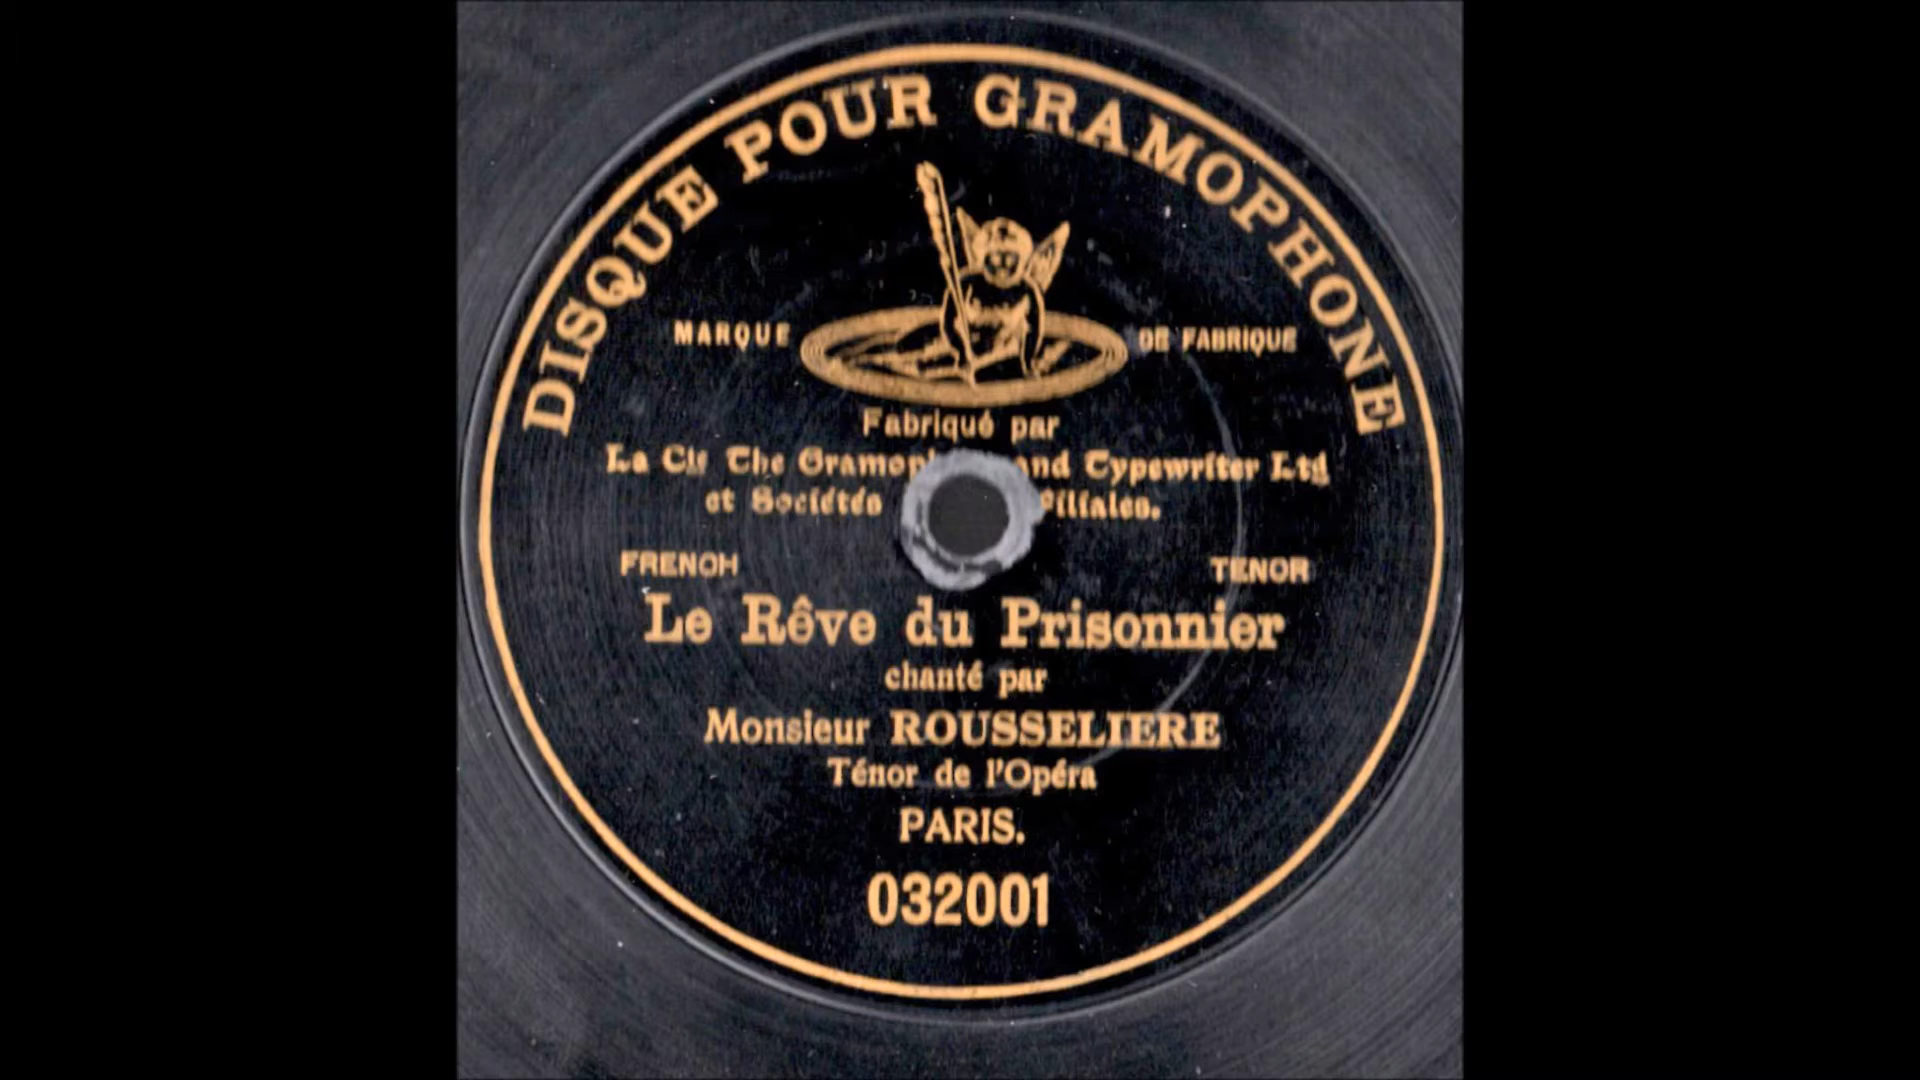 DISQUE POUR GRAMOPHONE
MARQUE DE FABRIQUE
Fabriqué par
La Cie The and Typewriter Ltd
et Sociétés Filiales.
FRENCH TENOR
Le Rêve du Prisonnier
chanté par
Monsieur ROUSSELIERE
Ténor de l'Opéra
PARIS.
032001